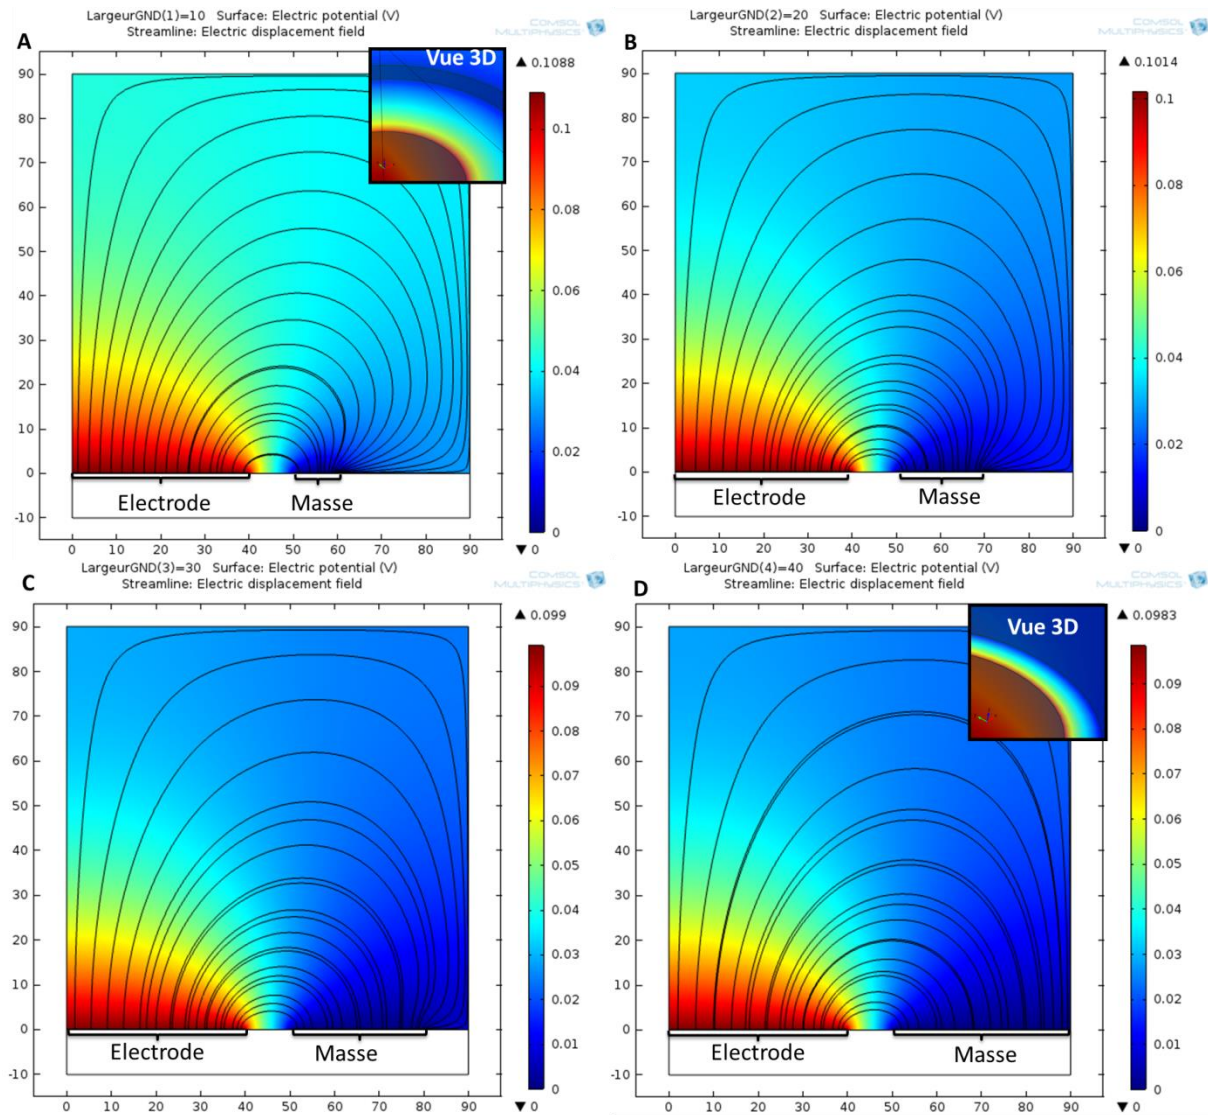 LargeurGND(1)=10 Surface: Electric potential (V)
Streamline: Electric displacement field
COMSOL
MULTIPHYSICS
A
Vue 3D
▲ 0.1088
90
80
70
60
50
40
30
20
10
0
-10
0.1
0.08
0.06
0.04
0.02
0
▼ 0
Electrode
Masse
0 10 20 30 40 50 60 70 80 90
LargeurGND(2)=20 Surface: Electric potential (V)
Streamline: Electric displacement field
COMSOL
MULTIPHYSICS
B
▲ 0.1014
90
80
70
60
50
40
30
20
10
0
-10
0.1
0.08
0.06
0.04
0.02
0
▼ 0
Electrode
Masse
0 10 20 30 40 50 60 70 80 90
LargeurGND(3)=30 Surface: Electric potential (V)
Streamline: Electric displacement field
COMSOL
MULTIPHYSICS
C
▲ 0.099
90
80
70
60
50
40
30
20
10
0
-10
0.09
0.08
0.07
0.06
0.05
0.04
0.03
0.02
0.01
0
▼ 0
Electrode
Masse
0 10 20 30 40 50 60 70 80 90
LargeurGND(4)=40 Surface: Electric potential (V)
Streamline: Electric displacement field
COMSOL
MULTIPHYSICS
D
Vue 3D
▲ 0.0983
90
80
70
60
50
40
30
20
10
0
-10
0.09
0.08
0.07
0.06
0.05
0.04
0.03
0.02
0.01
0
▼ 0
Electrode
Masse
0 10 20 30 40 50 60 70 80 90